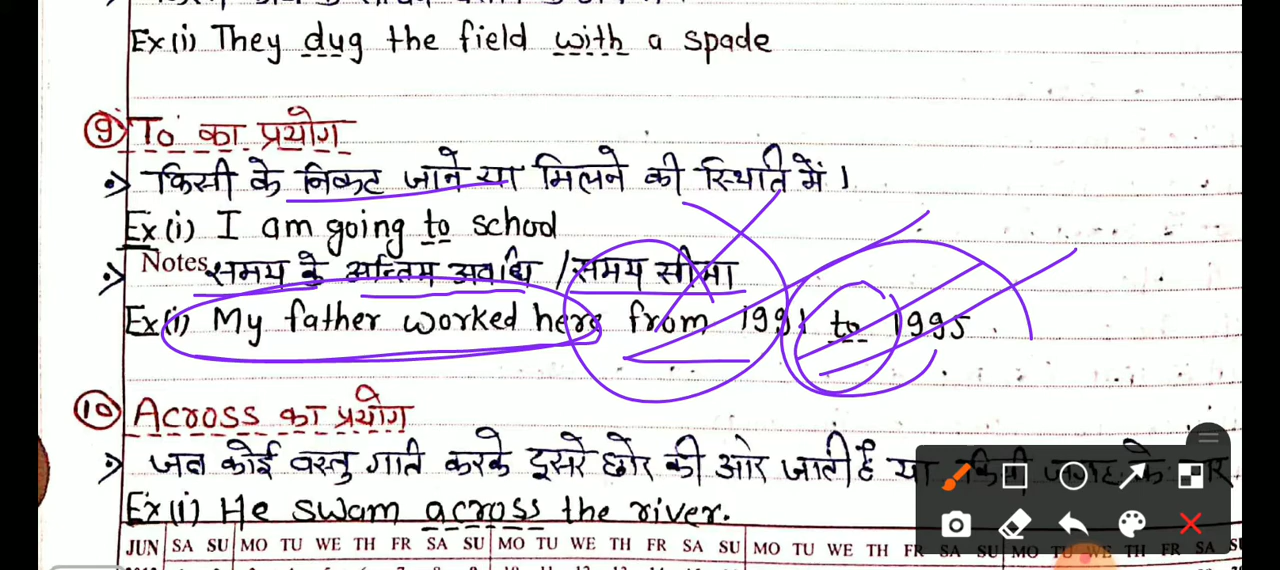 Ex(i) They dug the field with a spade
⑨ To का प्रयोग
किसी के निकट जाने या मिलने की स्थिति में।
Ex(i) I am going to school
Notes समय के अन्तिम अवधि / समय सीमा
Ex(i) My father worked here from 1991 to 1995
⑩ Across का प्रयोग
जब कोई वस्तु गति करके दूसरे छोर की ओर जाती है या
Ex(i) He swam across the river.
JUN SA SU MO TU WE TH FR SA SU MO TU WE TH FR SA SU MO TU WE TH FR SA SU MO TU WE TH FR SA